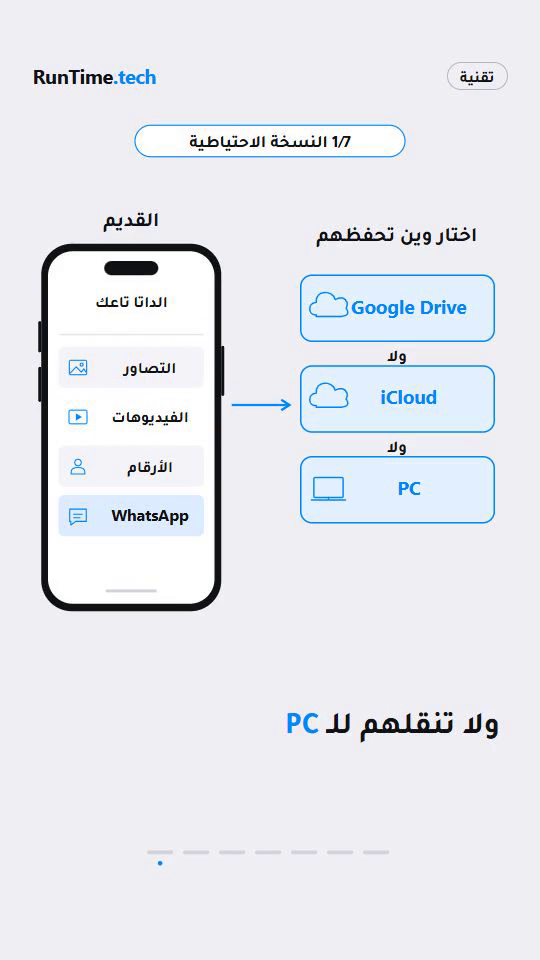 RunTime.tech
تقنية
1/7 النسخة الاحتياطية
القديم
الداتا تاعك
التصاور
الفيديوهات
الأرقام
WhatsApp
اختار وين تحفظهم
Google Drive
ولا
iCloud
ولا
PC
ولا تنقلهم للـ PC